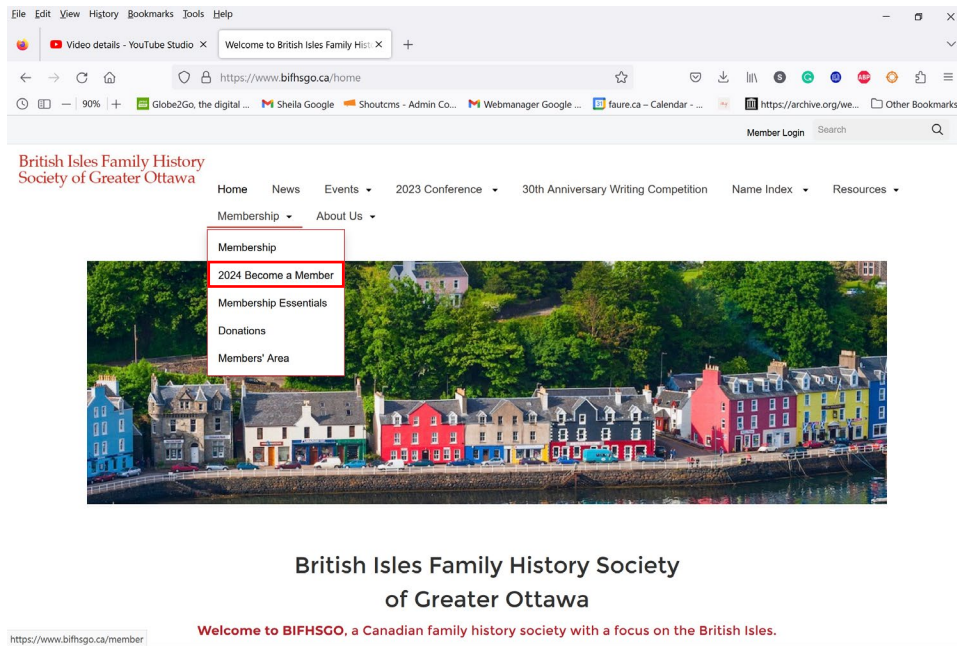 File Edit View History Bookmarks Tools Help
Video details - YouTube Studio Welcome to British Isles Family Hist
https://www.bifhsgo.ca/home
90% Globe2Go, the digital ... Sheila Google Shoutcms - Admin Co... Webmanager Google ... faure.ca – Calendar - ... https://archive.org/we... Other Bookmarks
Member Login Search
British Isles Family History
Society of Greater Ottawa
Home News Events 2023 Conference 30th Anniversary Writing Competition Name Index Resources
Membership About Us
Membership
2024 Become a Member
Membership Essentials
Donations
Members' Area
British Isles Family History Society
of Greater Ottawa
Welcome to BIFHSGO, a Canadian family history society with a focus on the British Isles.
https://www.bifhsgo.ca/member